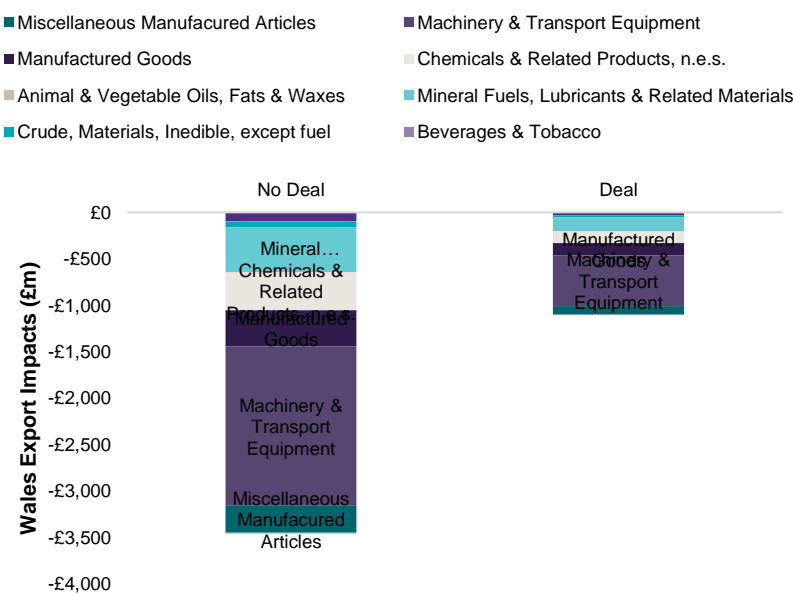 Miscellaneous Manufacured Articles
Machinery & Transport Equipment
Manufactured Goods
Chemicals & Related Products, n.e.s.
Animal & Vegetable Oils, Fats & Waxes
Mineral Fuels, Lubricants & Related Materials
Crude, Materials, Inedible, except fuel
Beverages & Tobacco
No Deal
Deal
Wales Export Impacts (£m)
£0
-£500
-£1,000
-£1,500
-£2,000
-£2,500
-£3,000
-£3,500
-£4,000
Mineral…
Chemicals &
Related
Products, n.e.s.
Manufactured
Goods
Machinery &
Transport
Equipment
Miscellaneous
Manufacured
Articles
Manufactured
Goods
Machinery &
Transport
Equipment